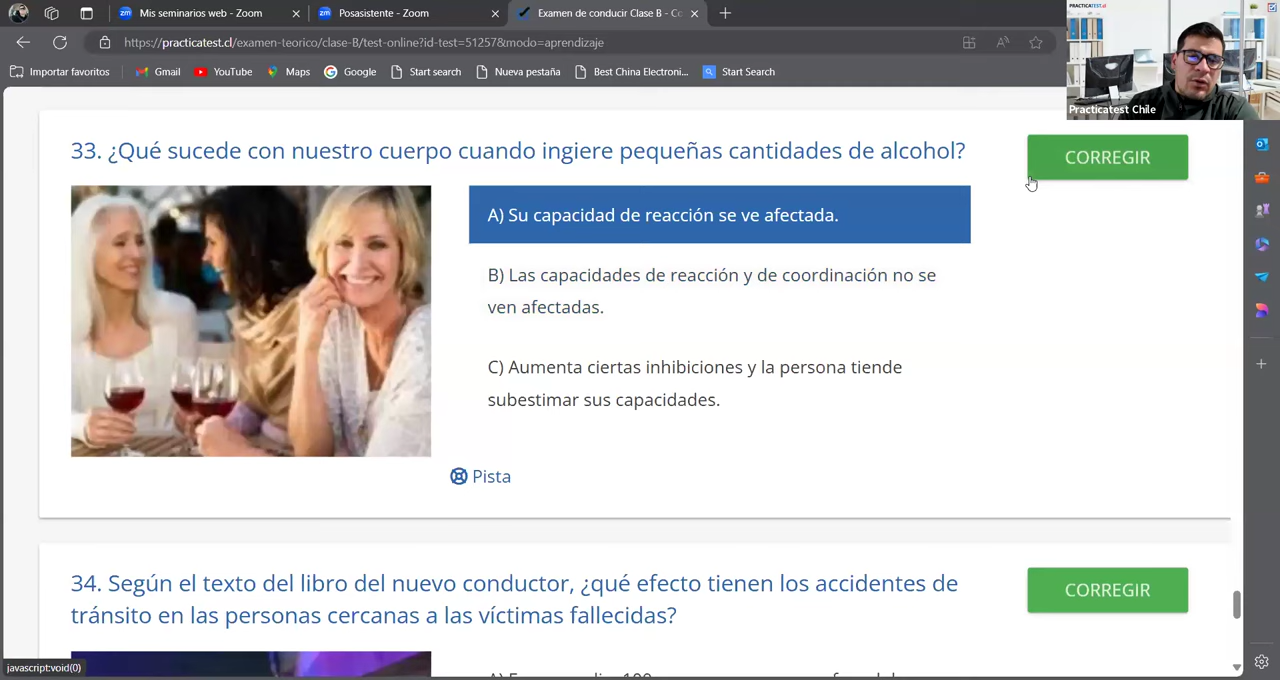 Mis seminarios web - Zoom
Posasistente - Zoom
Examen de conducir Clase B - Co
https://practicatest.cl/examen-teorico/clase-B/test-online?id-test=51257&modo=aprendizaje
Importar favoritos
Gmail
YouTube
Maps
Google
Start search
Nueva pestaña
Best China Electroni...
Start Search
PRACTICATEST.cl
Practicatest Chile
33. ¿Qué sucede con nuestro cuerpo cuando ingiere pequeñas cantidades de alcohol?
CORREGIR
A) Su capacidad de reacción se ve afectada.
B) Las capacidades de reacción y de coordinación no se
ven afectadas.
C) Aumenta ciertas inhibiciones y la persona tiende
subestimar sus capacidades.
Pista
34. Según el texto del libro del nuevo conductor, ¿qué efecto tienen los accidentes de
tránsito en las personas cercanas a las víctimas fallecidas?
CORREGIR
javascript:void(0)